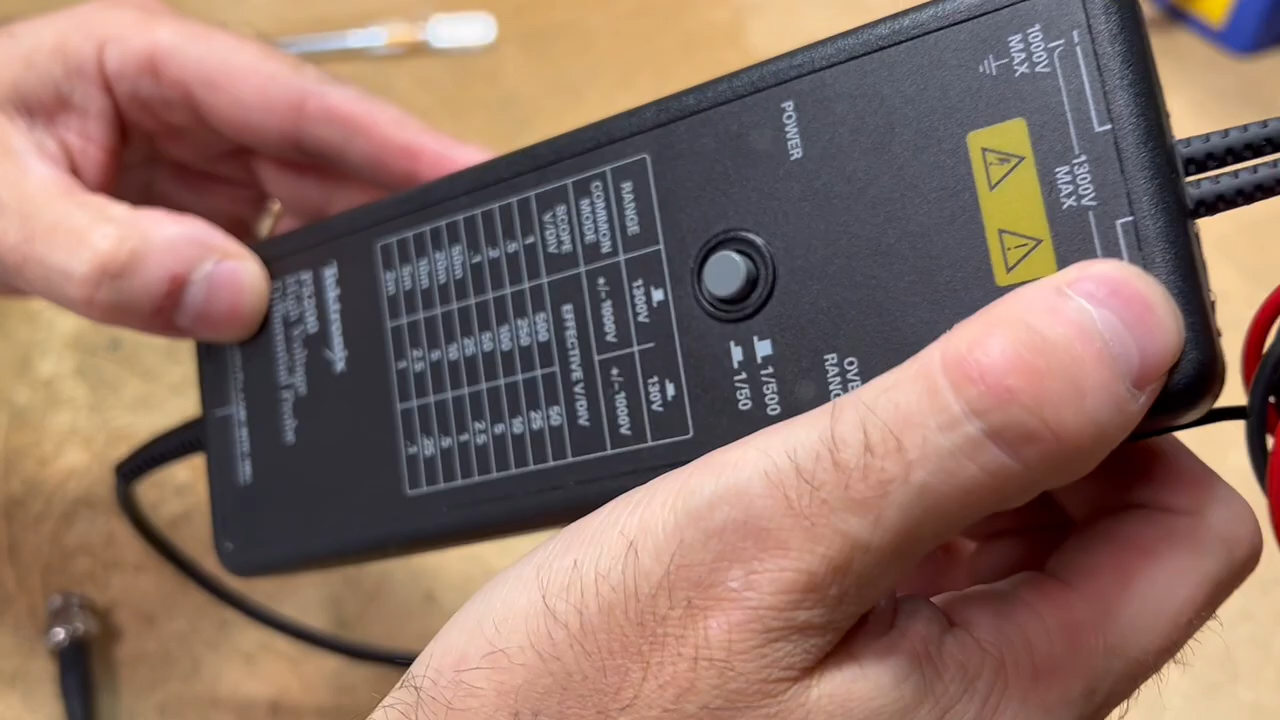 1000V
MAX
1300V
MAX
POWER
OVE
RANG
1/500
1/50
RANGE 1300V 130V
COMMON MODE +/-1000V +/-1000V
SCOPE V/DIV EFFECTIVE V/DIV
1 500 50
.5 250 25
.2 100 10
.1 50 5
50m 25 2.5
20m 10 1
10m 5 .5
5m 2.5 .25
2m 1 .1
Tektronix
P5200
High Voltage
Differential Probe